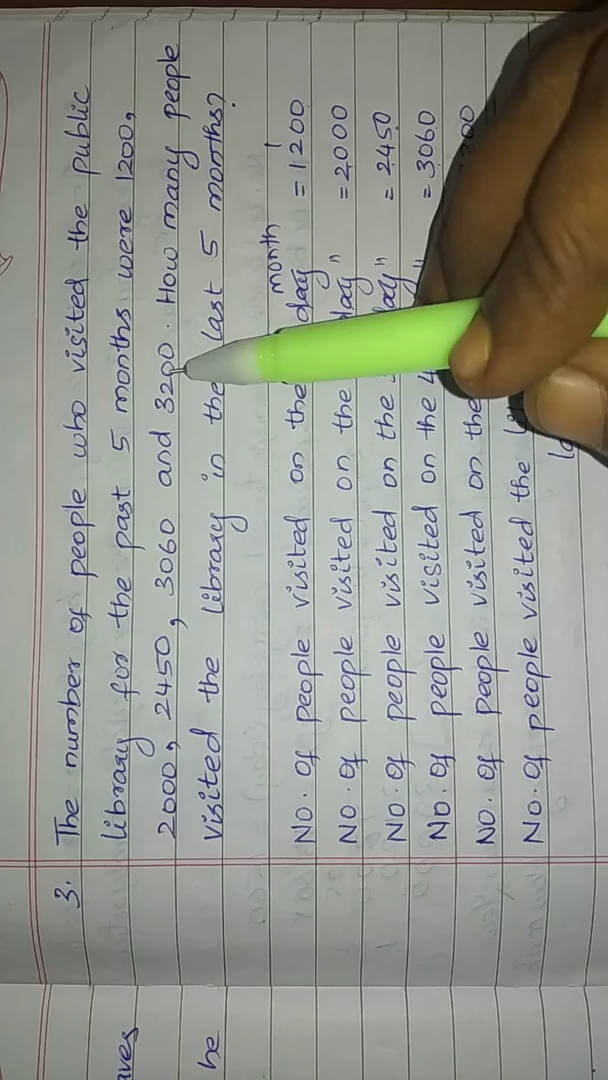 3. The number of people who visited the public
library for the past 5 months were 1200,
2000, 2450, 3060 and 3200. How many people
visited the library in the last 5 months?
month
No. of people visited on the day = 1200
No. of people visited on the day " = 2000
No. of people visited on the day " = 2450
No. of people visited on the 4 " = 3060
No. of people visited on the
No. of people visited the
aves
he